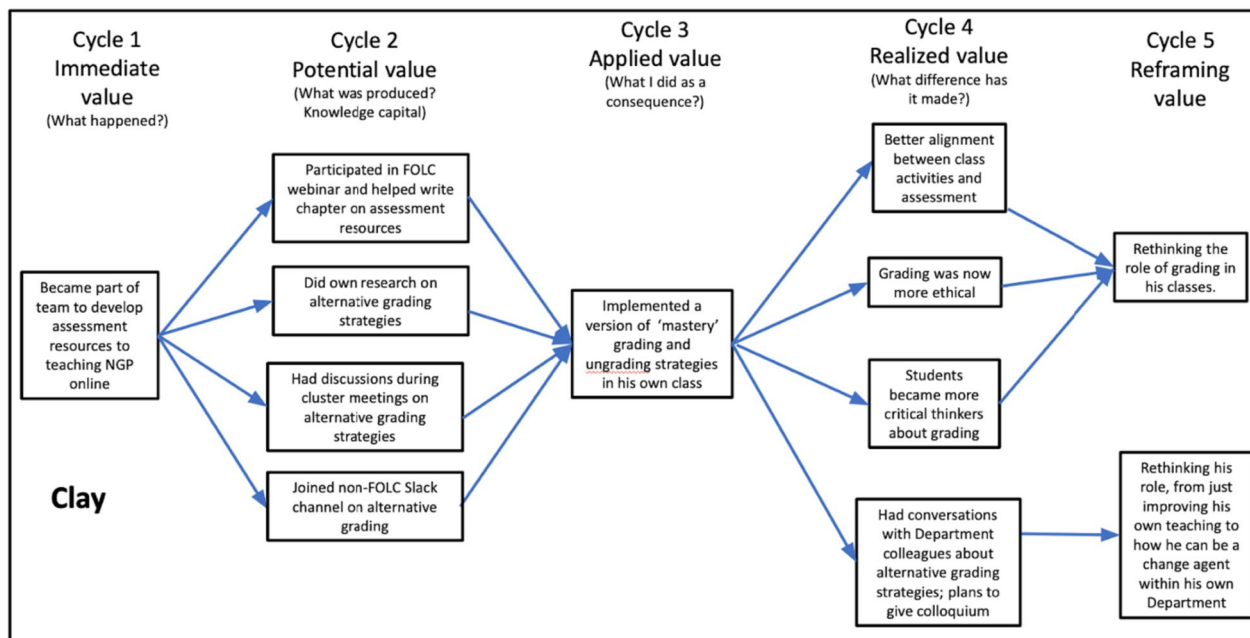 Cycle 1
Immediate
value
(What happened?)
Cycle 2
Potential value
(What was produced?
Knowledge capital)
Cycle 3
Applied value
(What I did as a
consequence?)
Cycle 4
Realized value
(What difference has
it made?)
Cycle 5
Reframing
value
Became part of
team to develop
assessment
resources to
teaching NGP
online
Participated in FOLC
webinar and helped write
chapter on assessment
resources
Did own research on
alternative grading
strategies
Had discussions during
cluster meetings on
alternative grading
strategies
Joined non-FOLC Slack
channel on alternative
grading
Implemented a
version of ‘mastery’
grading and
ungrading strategies
in his own class
Better alignment
between class
activities and
assessment
Grading was now
more ethical
Students
became more
critical thinkers
about grading
Had conversations
with Department
colleagues about
alternative grading
strategies; plans to
give colloquium
Rethinking the
role of grading in
his classes.
Rethinking his
role, from just
improving his
own teaching to
how he can be a
change agent
within his own
Department
Clay